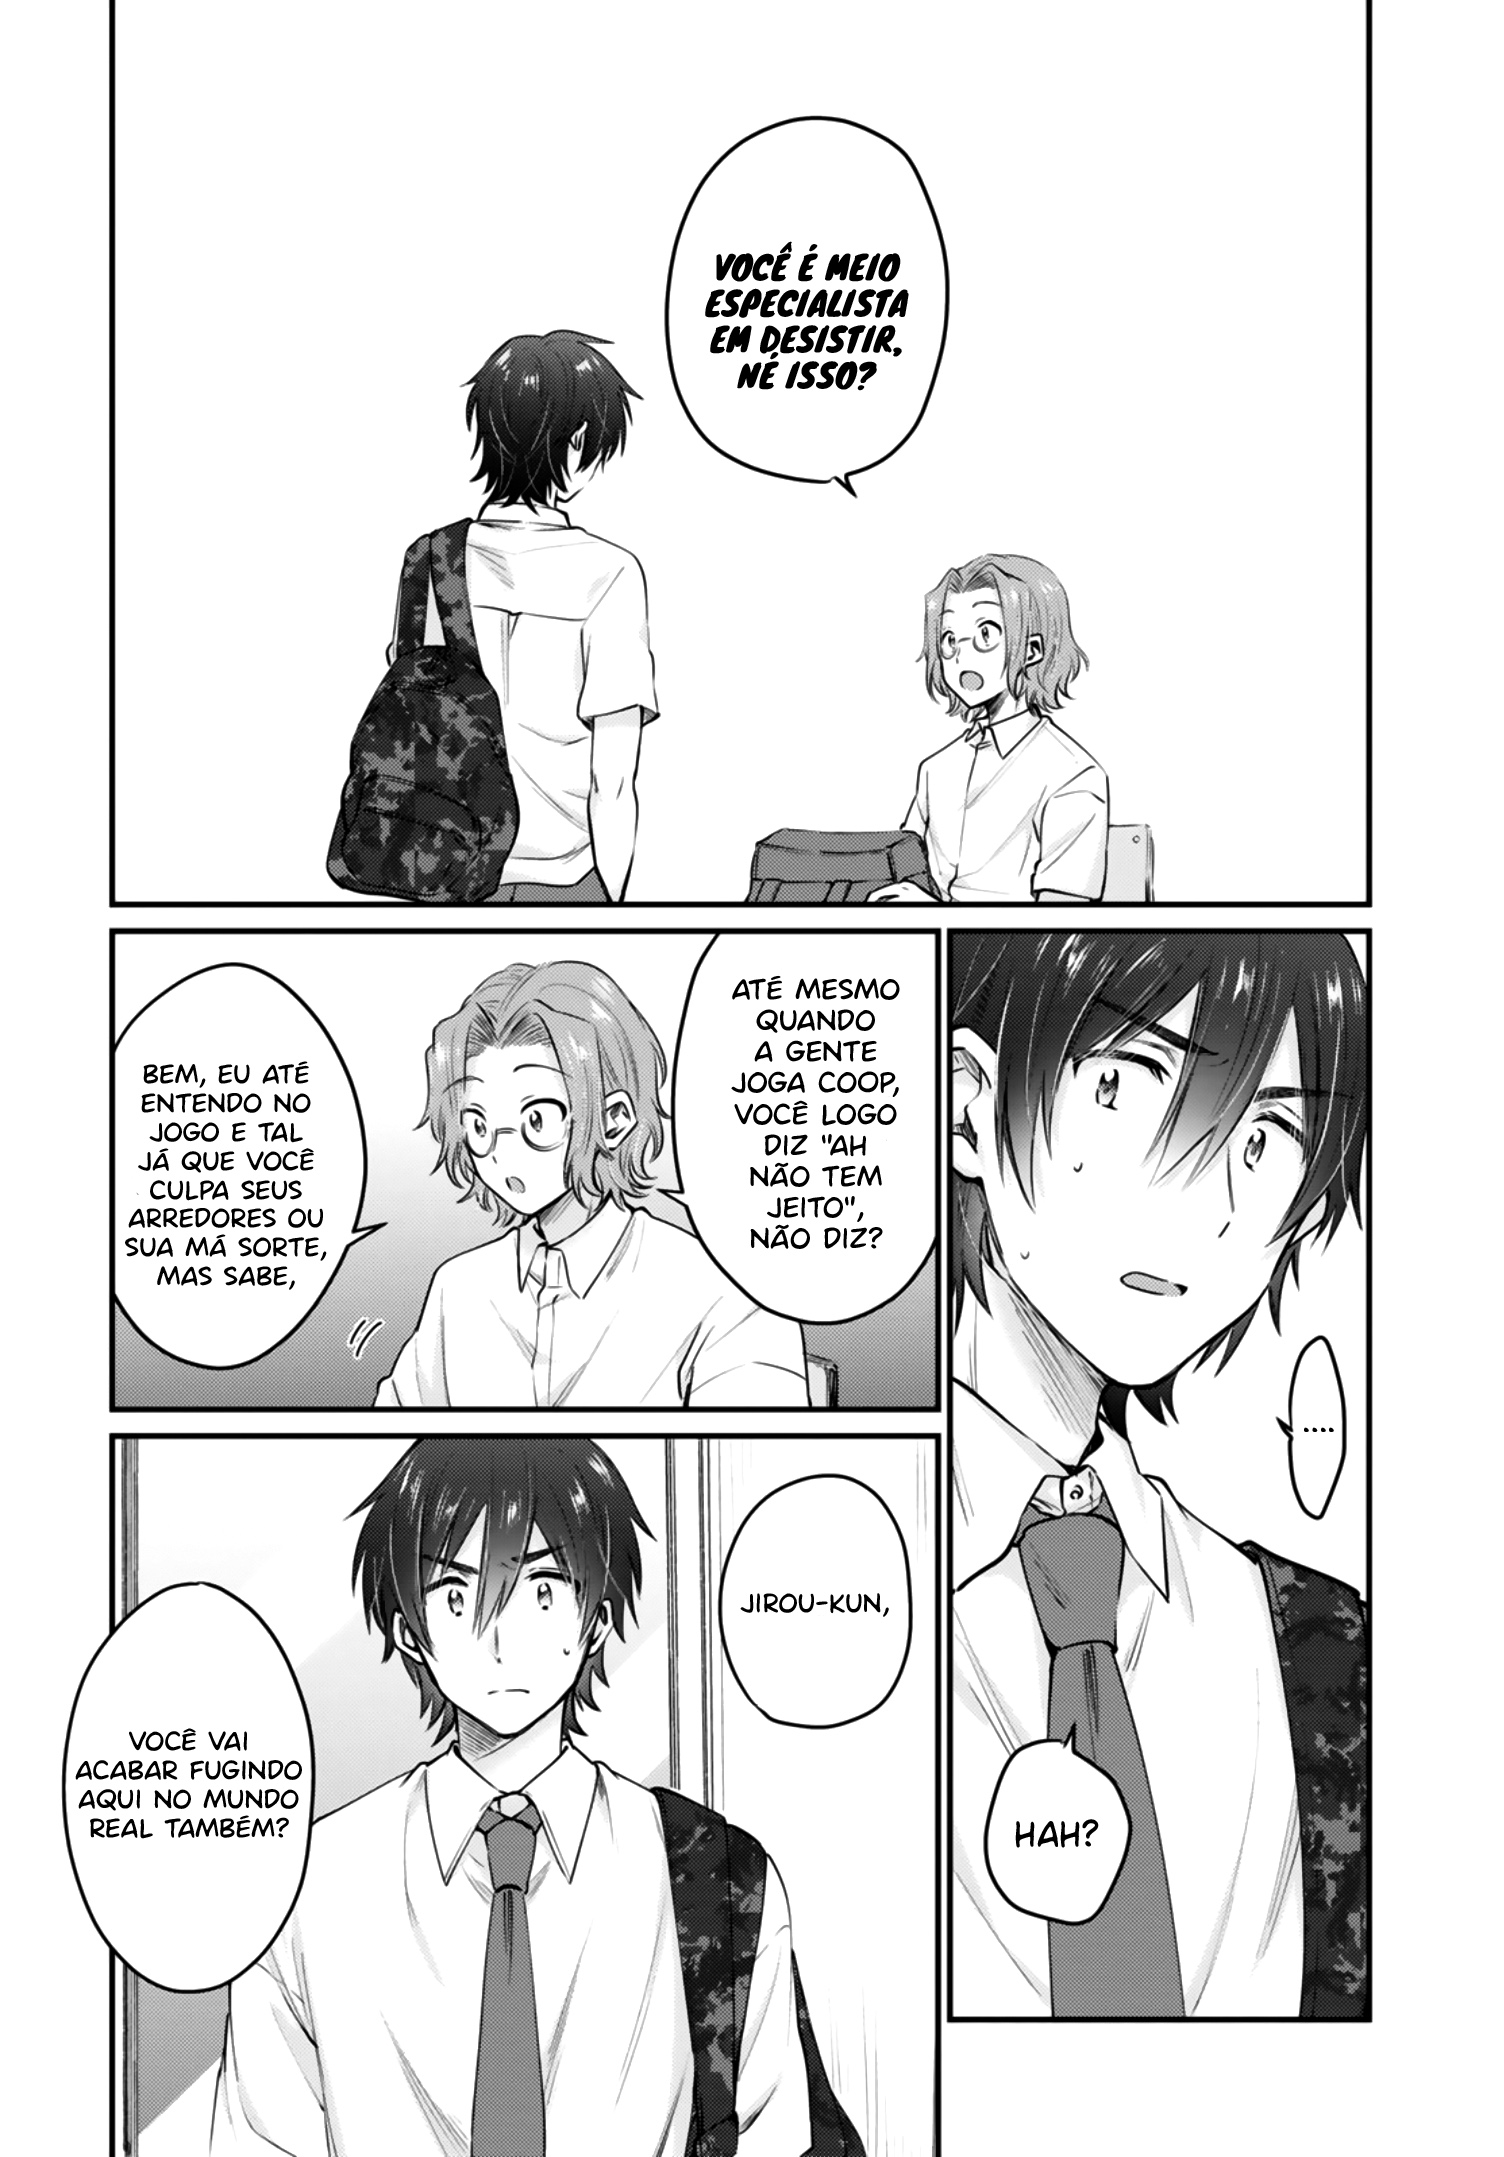 VOCÊ É MEIO
ESPECIALISTA
EM DESISTIR,
NÉ ISSO?
....
HAH?
ATÉ MESMO
QUANDO
A GENTE
JOGA COOP,
VOCÊ LOGO
DIZ "AH
NÃO TEM
JEITO",
NÃO DIZ?
BEM, EU ATÉ
ENTENDO NO
JOGO E TAL
JÁ QUE VOCÊ
CULPA SEUS
ARREDORES OU
SUA MÁ SORTE,
MAS SABE,
JIROU-KUN,
VOCÊ VAI
ACABAR FUGINDO
AQUI NO MUNDO
REAL TAMBÉM?